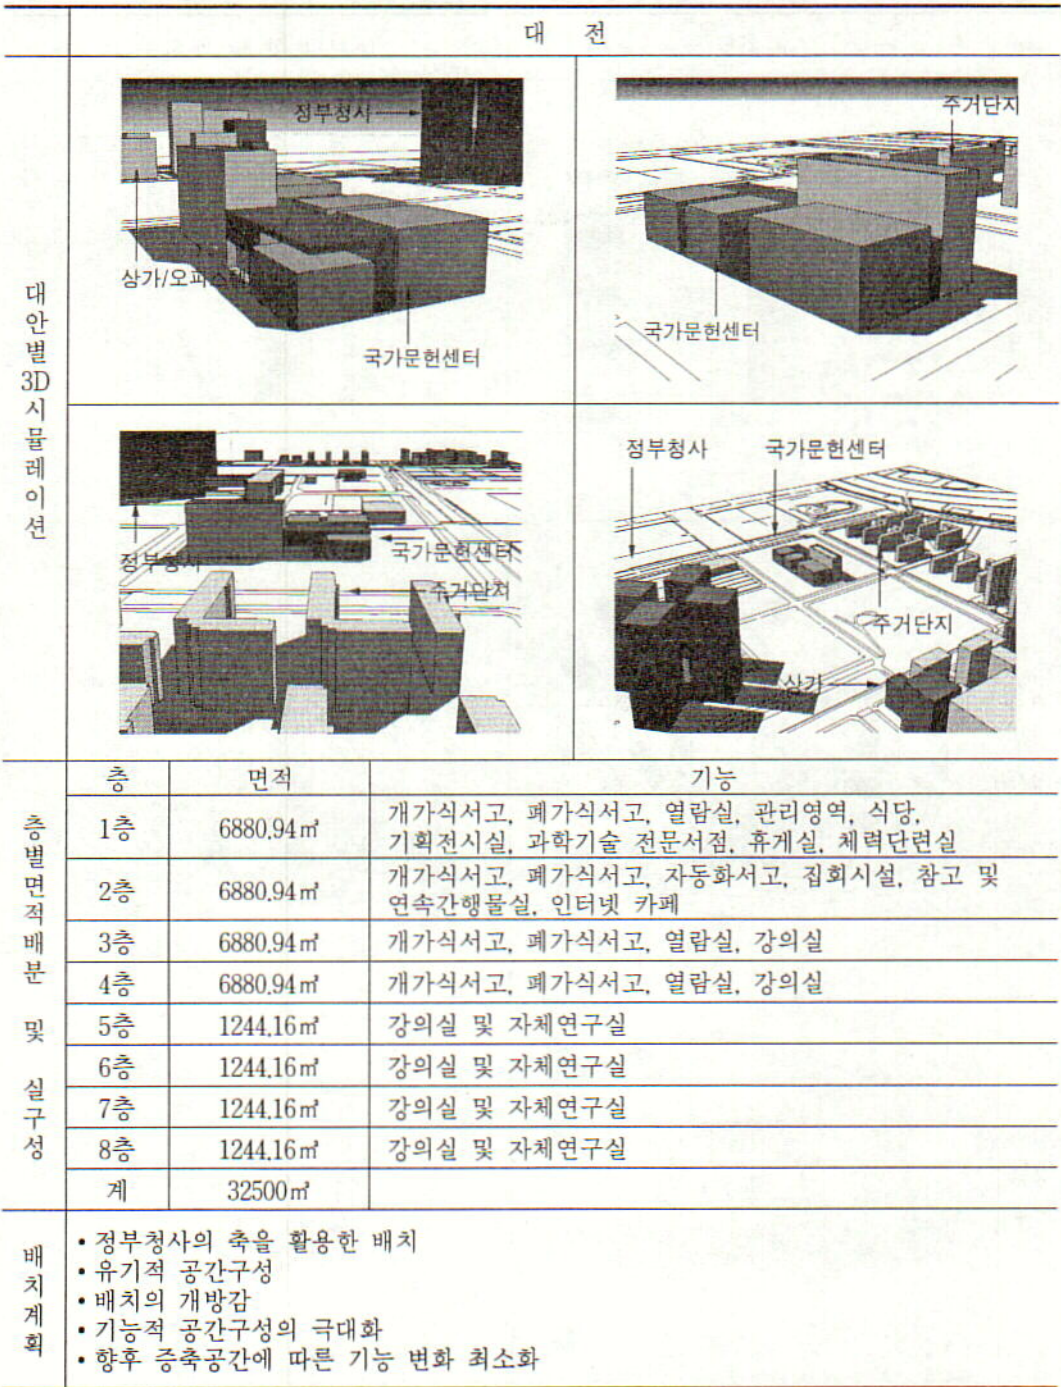 대 전
대안별 3D 시뮬레이션
정부청사
상가/오피스텔
국가문헌센터
주거단지
국가문헌센터
정부청사
국가문헌센터
주거단지
정부청사 국가문헌센터
주거단지
상가
층별면적배분 및 실구성
층 면적 기능
1층 6880.94㎡ 개가식서고, 폐가식서고, 열람실, 관리영역, 식당,
기획전시실, 과학기술 전문서점, 휴게실, 체력단련실
2층 6880.94㎡ 개가식서고, 폐가식서고, 자동화서고, 집회시설, 참고 및
연속간행물실, 인터넷 카페
3층 6880.94㎡ 개가식서고, 폐가식서고, 열람실, 강의실
4층 6880.94㎡ 개가식서고, 폐가식서고, 열람실, 강의실
5층 1244.16㎡ 강의실 및 자체연구실
6층 1244.16㎡ 강의실 및 자체연구실
7층 1244.16㎡ 강의실 및 자체연구실
8층 1244.16㎡ 강의실 및 자체연구실
계 32500㎡
배치계획
• 정부청사의 축을 활용한 배치
• 유기적 공간구성
• 배치의 개방감
• 기능적 공간구성의 극대화
• 향후 증축공간에 따른 기능 변화 최소화